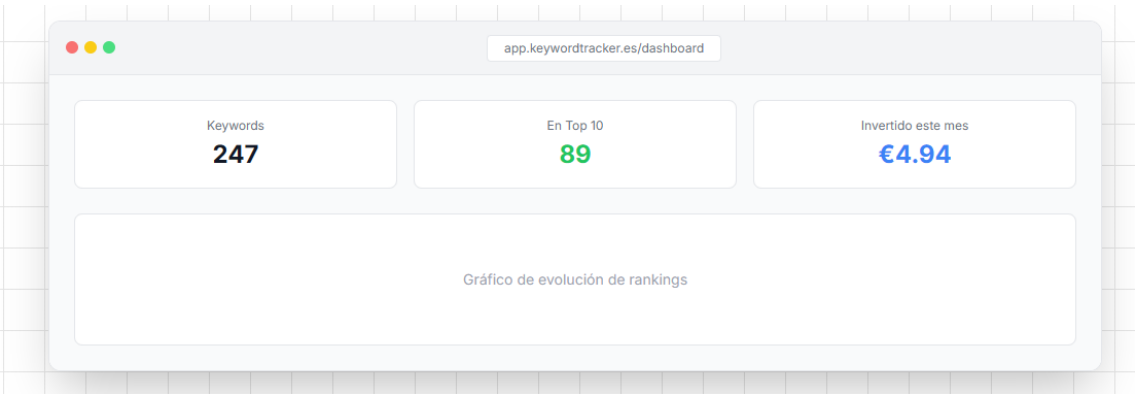 app.keywordtracker.es/dashboard
Keywords
247
En Top 10
89
Invertido este mes
€4.94
Gráfico de evolución de rankings